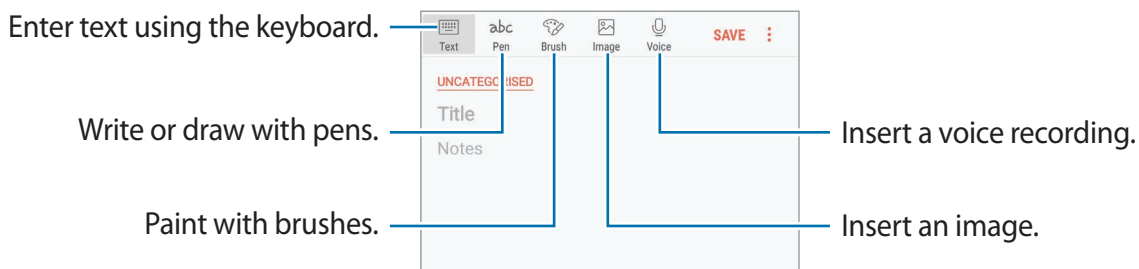 Enter text using the keyboard.
Text
Pen
Brush
Image
Voice
SAVE
UNCATEGORISED
Title
Write or draw with pens.
Insert a voice recording.
Notes
Paint with brushes.
Insert an image.